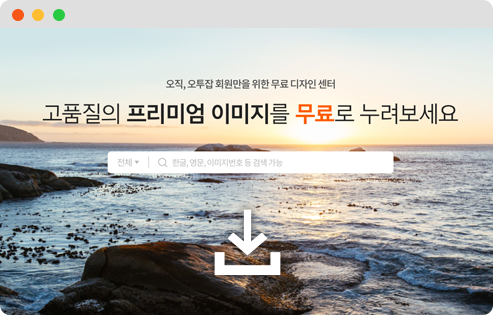 오직, 오투잡 회원만을 위한 무료 디자인 센터
고품질의 프리미엄 이미지를 무료로 누려보세요
전체 한글, 영문, 이미지번호 등 검색 가능